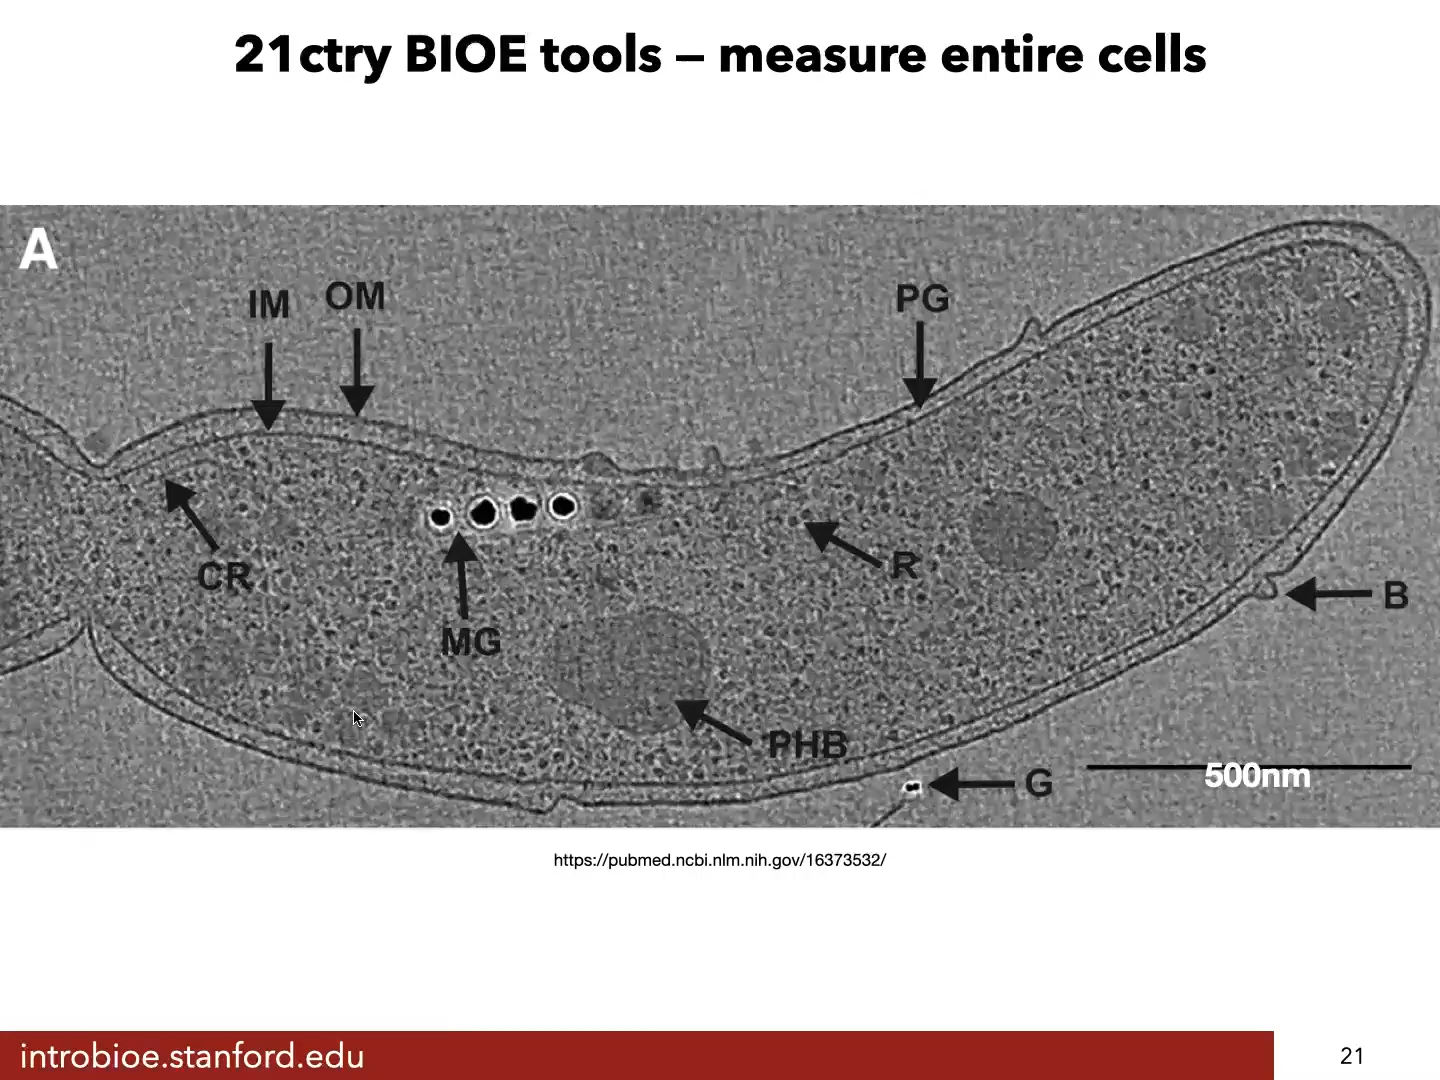 21ctry BIOE tools – measure entire cells
A
IM
OM
PG
CR
MG
R
B
PHB
G
500nm
https://pubmed.ncbi.nlm.nih.gov/16373532/
introbioe.stanford.edu
21